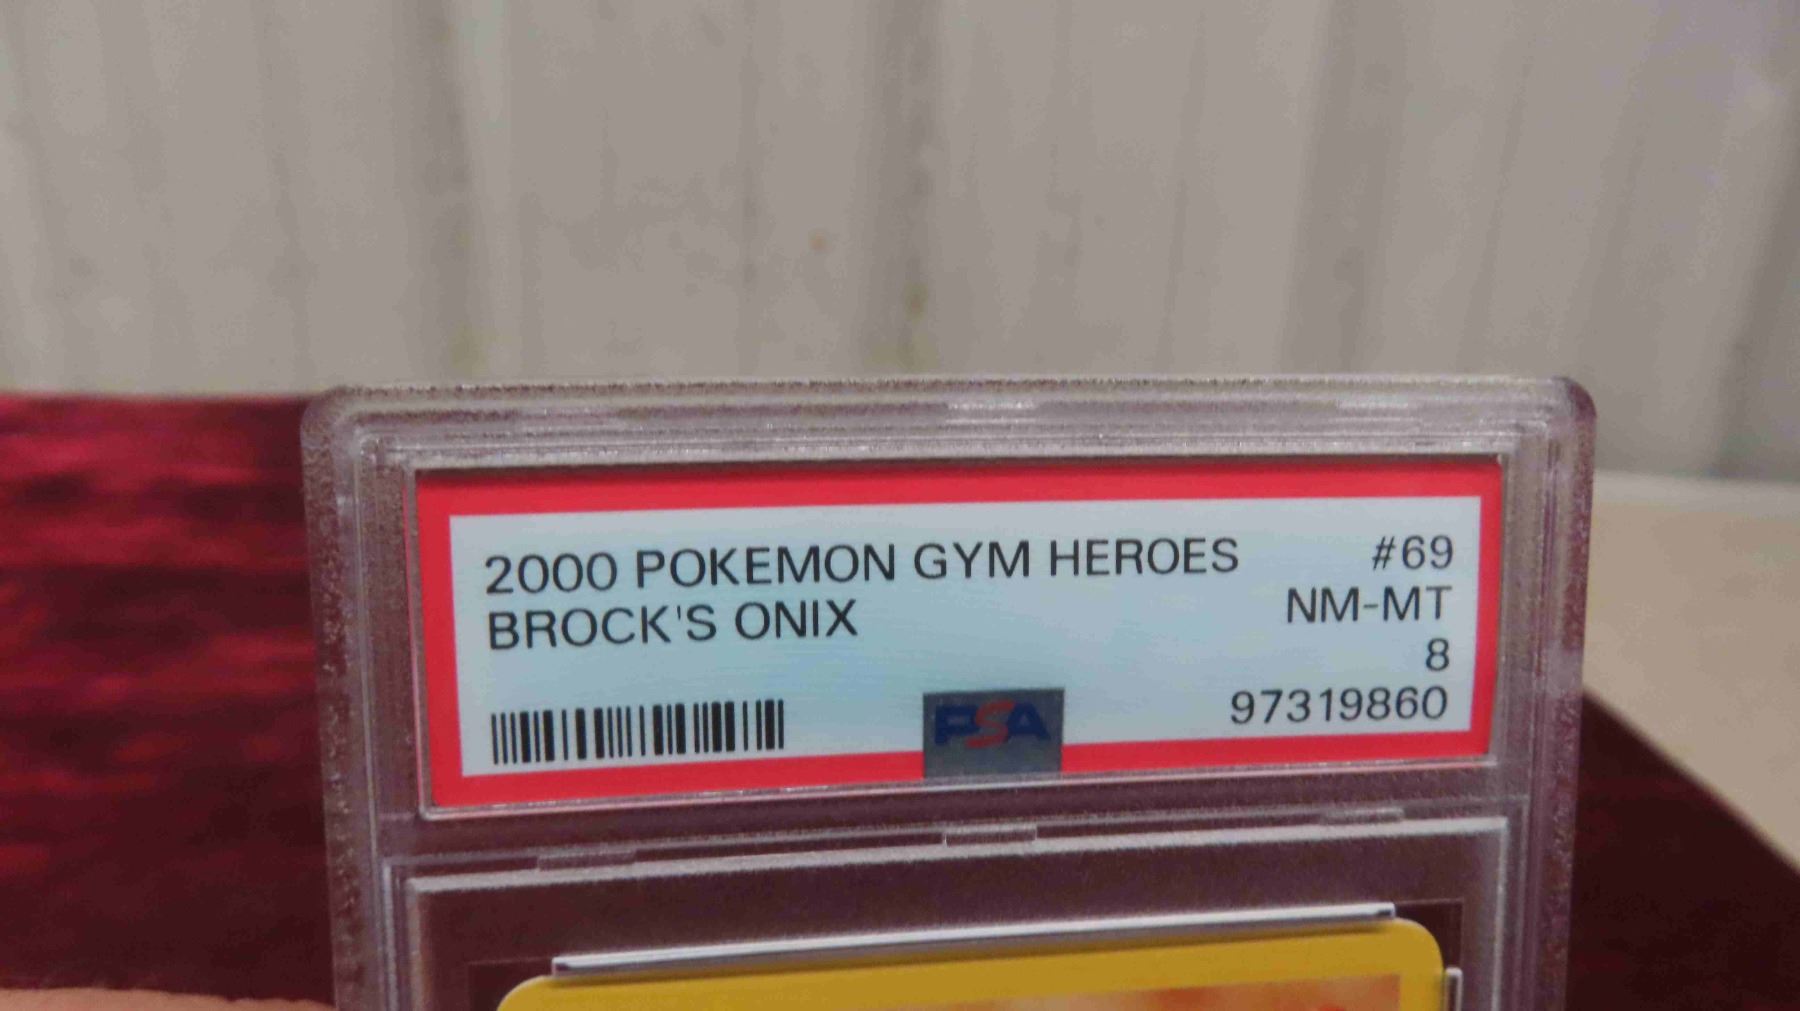 2000 POKEMON GYM HEROES #69
BROCK'S ONIX NM-MT
8
PSA 97319860